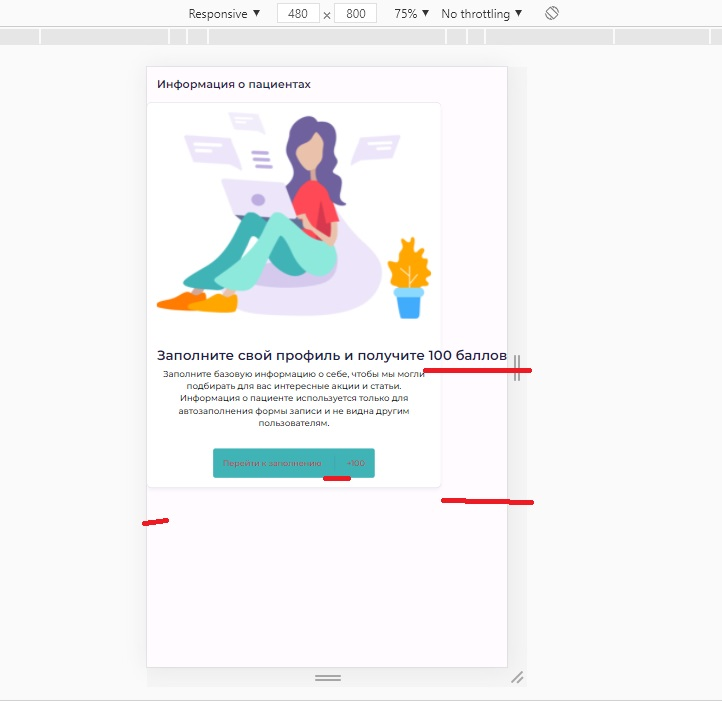 Responsive ▼ 480 × 800 75% ▼ No throttling ▼
Информация о пациентах
Заполните свой профиль и получите 100 баллов
Заполните базовую информацию о себе, чтобы мы могли
подбирать для вас интересные акции и статьи.
Информация о пациенте используется только для
автозаполнения формы записи и не видна другим
пользователям.
Перейти к заполнению +100